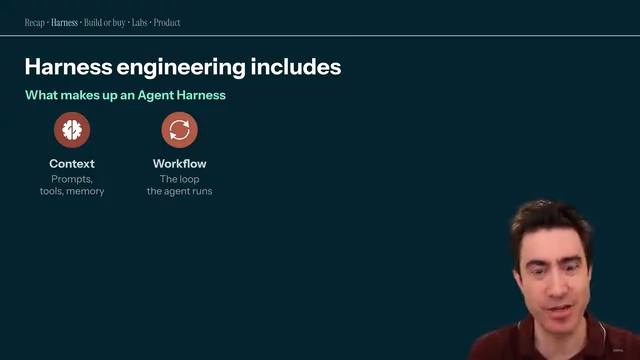 Recap • Harness • Build or buy • Labs • Product
Harness engineering includes
What makes up an Agent Harness
Context
Prompts,
tools, memory
Workflow
The loop
the agent runs